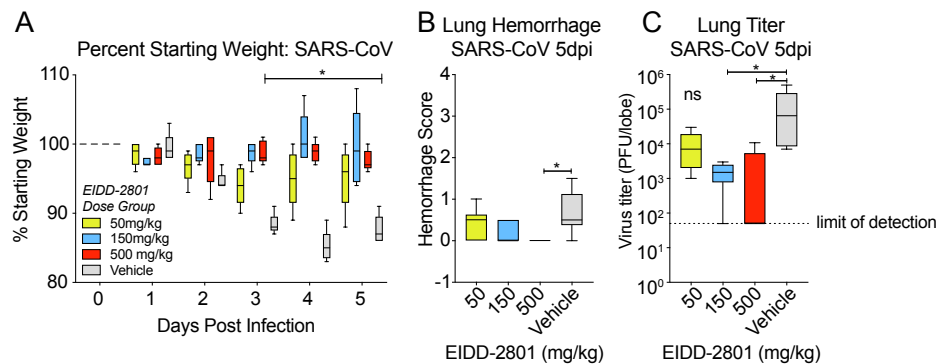 A
Percent Starting Weight: SARS-CoV
*
% Starting Weight
110
100
90
80
EIDD-2801
Dose Group
50mg/kg
150mg/kg
500 mg/kg
Vehicle
0 1 2 3 4 5
Days Post Infection
B
Lung Hemorrhage
SARS-CoV 5dpi
Hemorrhage Score
4
3
2
1
0
-1
*
50 150 500 Vehicle
EIDD-2801 (mg/kg)
C
Lung Titer
SARS-CoV 5dpi
Virus titer (PFU/lobe)
10⁶
10⁵
10⁴
10³
10²
10¹
ns
*
*
limit of detection
50 150 500 Vehicle
EIDD-2801 (mg/kg)